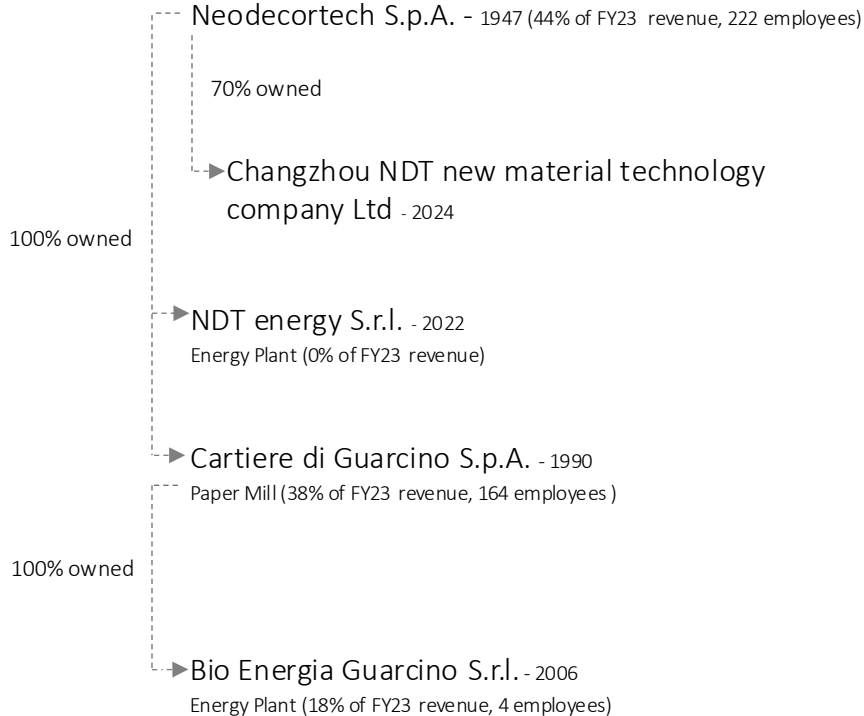 Neodecortech S.p.A. - 1947 (44% of FY23 revenue, 222 employees)
70% owned
Changzhou NDT new material technology
company Ltd - 2024
100% owned
NDT energy S.r.l. - 2022
Energy Plant (0% of FY23 revenue)
Cartiere di Guarcino S.p.A. - 1990
Paper Mill (38% of FY23 revenue, 164 employees )
100% owned
Bio Energia Guarcino S.r.l. - 2006
Energy Plant (18% of FY23 revenue, 4 employees)